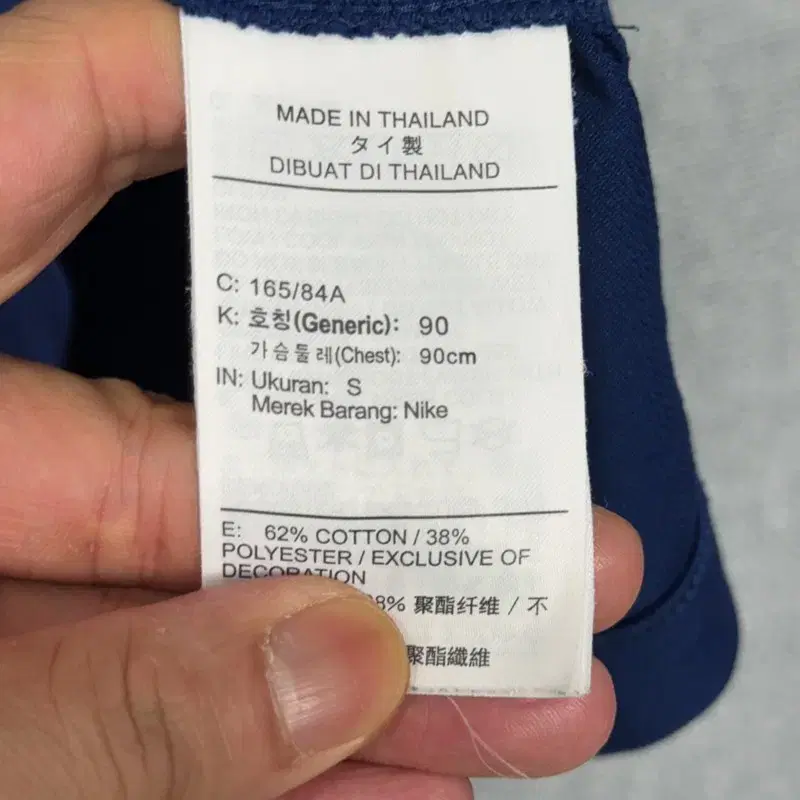 MADE IN THAILAND
タイ製
DIBUAT DI THAILAND
C: 165/84A
K: 호칭(Generic): 90
가슴둘레(Chest): 90cm
IN: Ukuran: S
Merek Barang: Nike
E: 62% COTTON / 38%
POLYESTER / EXCLUSIVE OF
DECORATION
8% 聚酯纤维 / 不
聚酯纖維